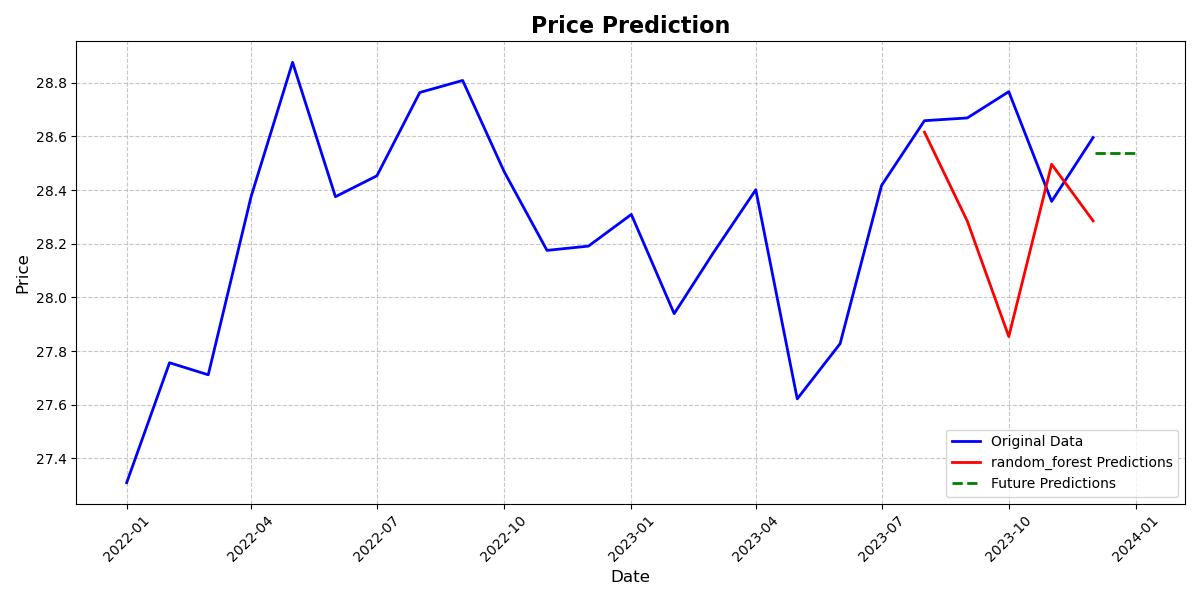 Price Prediction
Price
28.8
28.6
28.4
28.2
28.0
27.8
27.6
27.4
Original Data
random_forest Predictions
Future Predictions
2022-01
2022-04
2022-07
2022-10
2023-01
2023-04
2023-07
2023-10
2024-01
Date